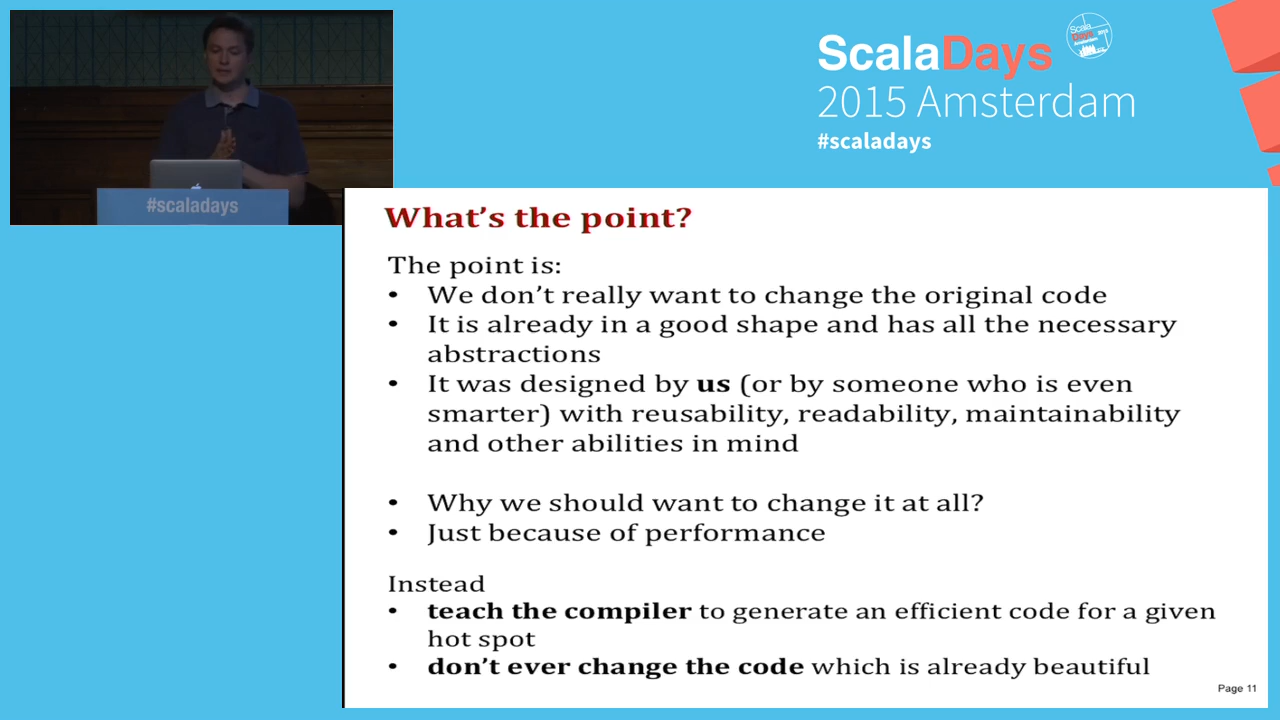 ScalaDays
2015 Amsterdam
#scaladays
#scaladays
What's the point?
The point is:
• We don't really want to change the original code
• It is already in a good shape and has all the necessary
abstractions
• It was designed by us (or by someone who is even
smarter) with reusability, readability, maintainability
and other abilities in mind
• Why we should want to change it at all?
• Just because of performance
Instead
• teach the compiler to generate an efficient code for a given
hot spot
• don't ever change the code which is already beautiful
Page 11